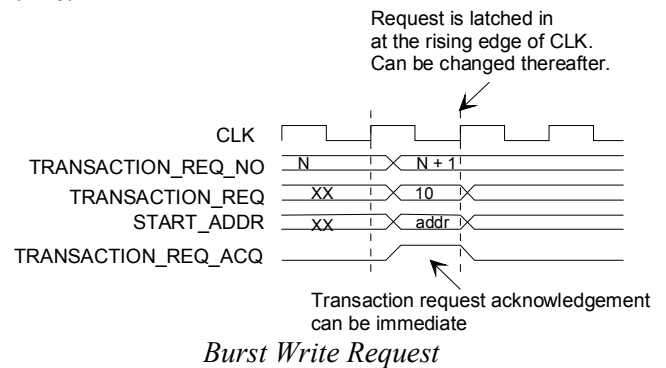 Request is latched in
at the rising edge of CLK.
Can be changed thereafter.
CLK
TRANSACTION_REQ_NO N N + 1
TRANSACTION_REQ XX 10
START_ADDR XX addr
TRANSACTION_REQ_ACQ
Transaction request acknowledgement
can be immediate
Burst Write Request